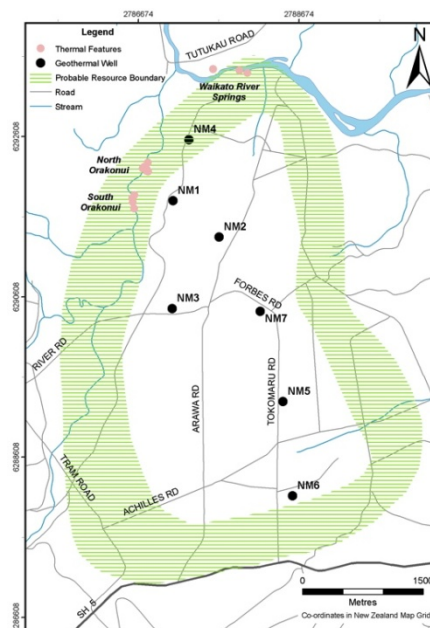 2786674
2788674
Legend
Thermal Features
Geothermal Well
Probable Resource Boundary
Road
Stream
TUTUKAU ROAD
N
Waikato River
Springs
6292608
NM4
North
Orakonui
South
Orakonui
NM1
NM2
6290608
NM3
FORBES RD
NM7
RIVER RD
ARAWA RD
TOKOMARU RD
NM5
6288608
TRAM ROAD
ACHILLES RD
NM6
0
1500
Metres
Co-ordinates in New Zealand Map Grid
6286608
SH 5